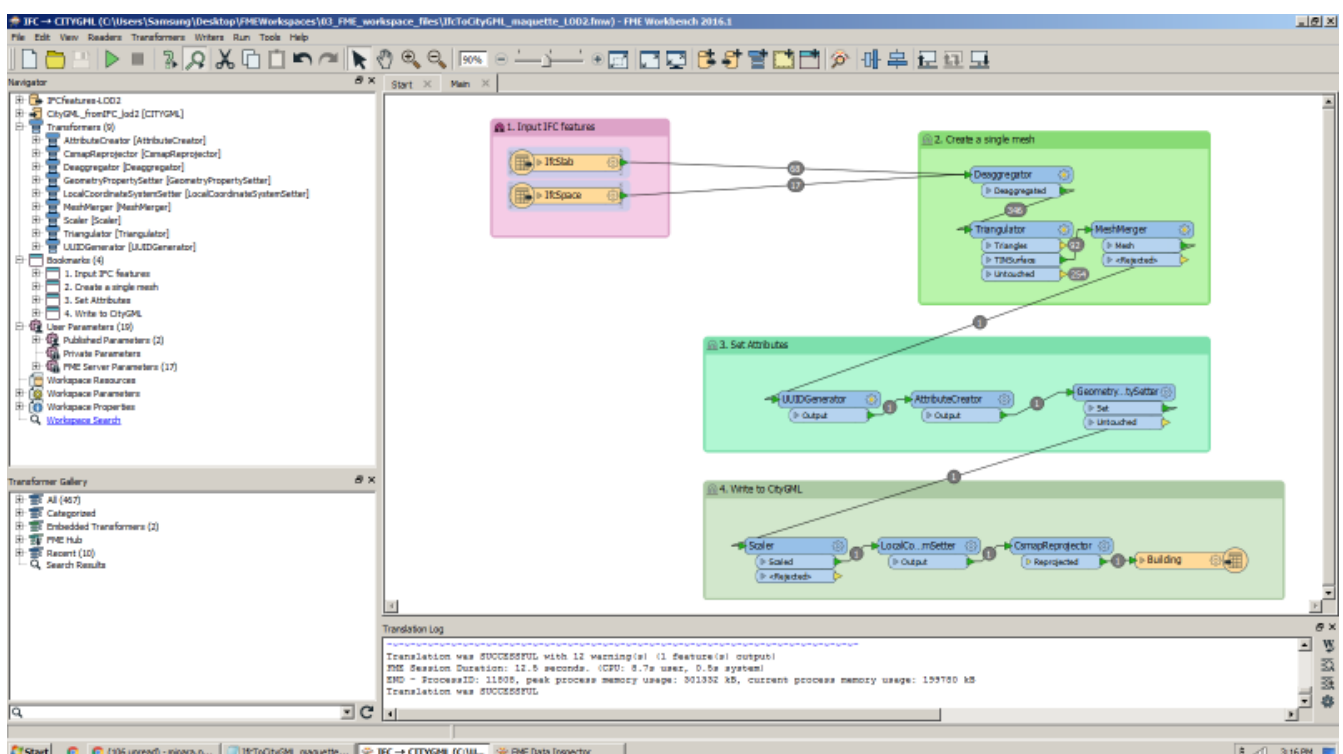 IFC → CITYGML (C:\Users\Samsung\Desktop\FMEWorkspaces\03_FME_workspace_files\IfcToCityGML_maquette_LOD2.fmw) - FME Workbench 2016.1
File Edit View Readers Transformers Writers Run Tools Help
90%
Navigator
Start Main
IFCfeatures-LOD2
CityGML_fromIFC_lod2 [CITYGML]
Transformers (9)
AttributeCreator [AttributeCreator]
CsmapReprojector [CsmapReprojector]
Deaggregator [Deaggregator]
GeometryPropertySetter [GeometryPropertySetter]
LocalCoordinateSystemSetter [LocalCoordinateSystemSetter]
MeshMerger [MeshMerger]
Scaler [Scaler]
Triangulator [Triangulator]
UUIDGenerator [UUIDGenerator]
Bookmarks (4)
1. Input IFC features
2. Create a single mesh
3. Set Attributes
4. Write to CityGML
User Parameters (19)
Published Parameters (2)
Private Parameters
FME Server Parameters (17)
Workspace Resources
Workspace Parameters
Workspace Properties
Workspace Search
Transformer Gallery
All (467)
Categorized
Embedded Transformers (2)
FME Hub
Recent (10)
Search Results
1. Input IFC features
IfcSlab
IfcSpace
68
17
2. Create a single mesh
Deaggregator
Deaggregated
346
Triangulator
Triangles
TINSurface
Untouched
254
MeshMerger
Mesh
<Rejected>
1
3. Set Attributes
UUIDGenerator
Output
1
AttributeCreator
Output
1
Geometry...tySetter
Set
Untouched
1
4. Write to CityGML
Scaler
Scaled
<Rejected>
1
LocalCo...mSetter
Output
1
CsmapReprojector
Reprojected
1
Building
Translation Log
Translation was SUCCESSFUL with 12 warning(s) (1 feature(s) output)
FME Session Duration: 12.5 seconds. (CPU: 8.7s user, 0.5s system)
END - ProcessID: 11808, peak process memory usage: 301332 kB, current process memory usage: 199780 kB
Translation was SUCCESSFUL
Start
IfcToCityGML_maquette...
IFC → CITYGML (C:\U...
FME Data Inspector
3:16 PM